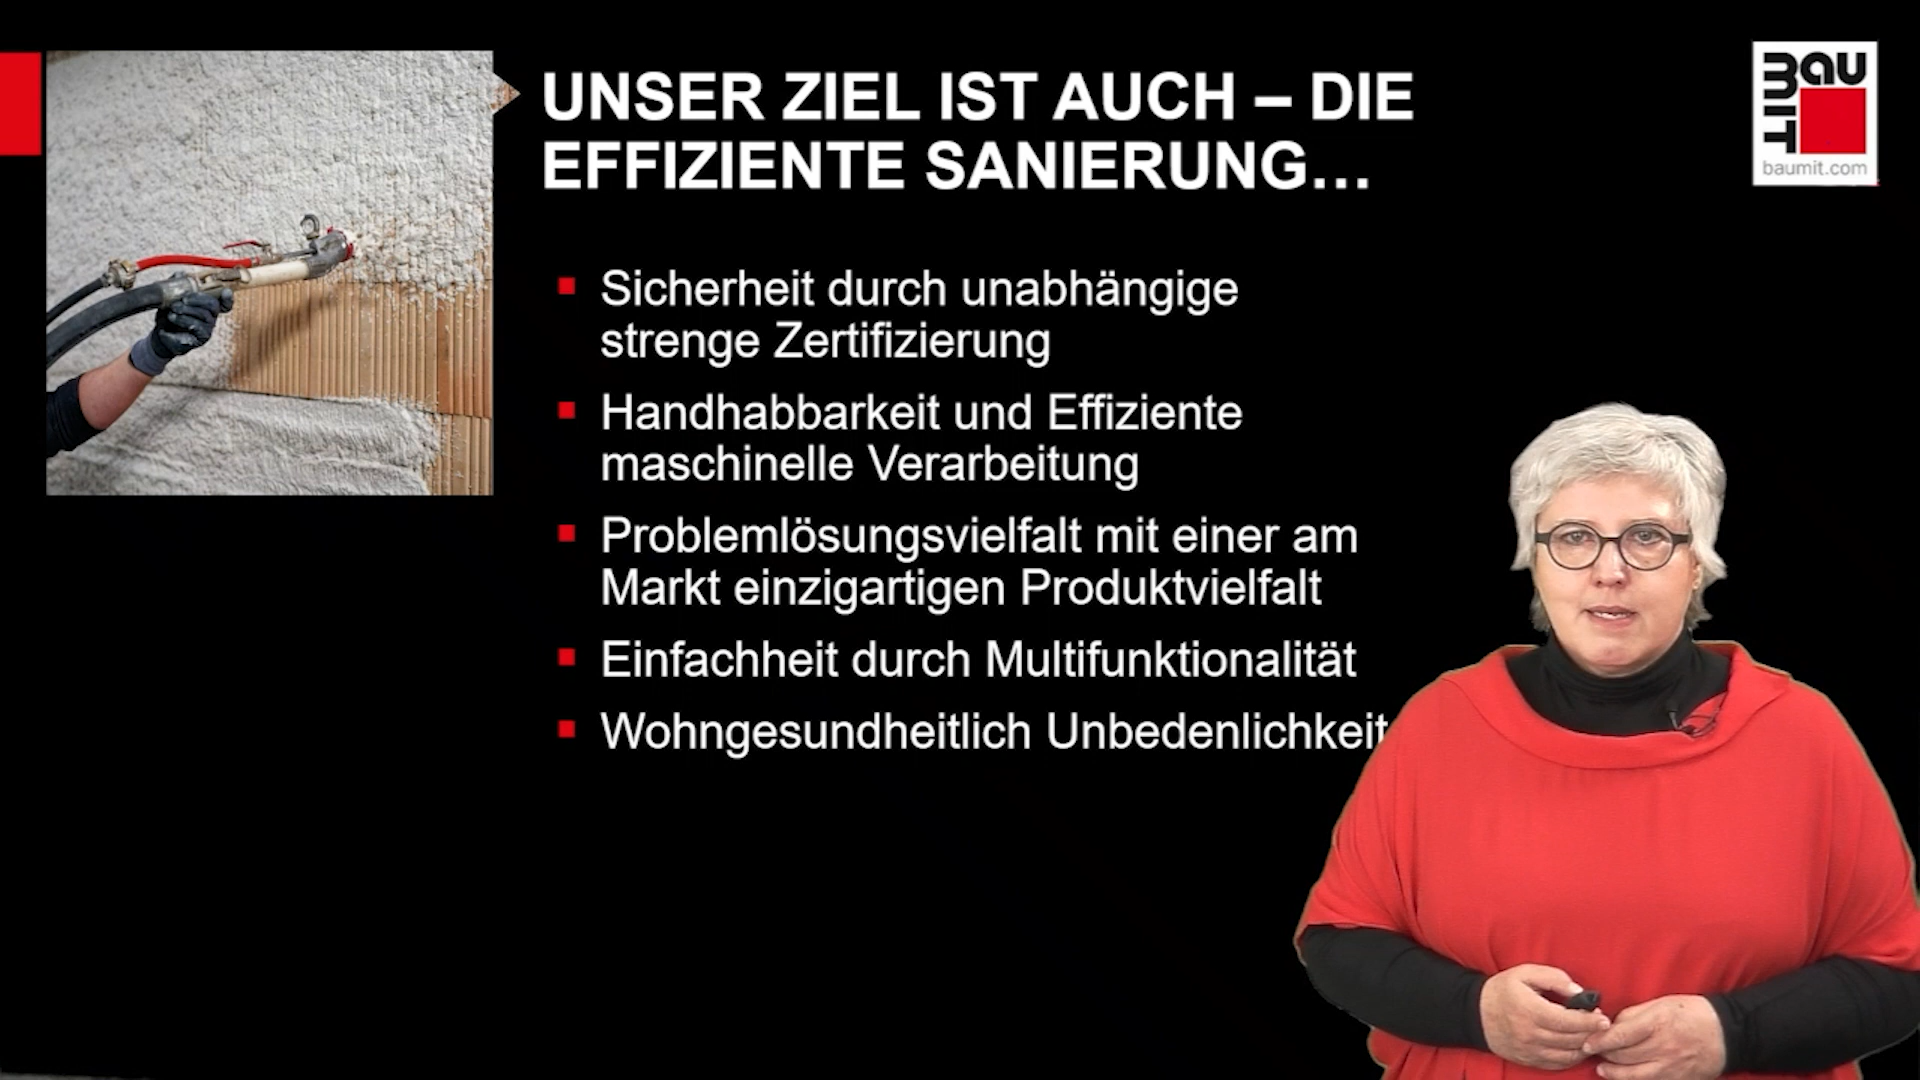 UNSER ZIEL IST AUCH – DIE
EFFIZIENTE SANIERUNG…
Sicherheit durch unabhängige
strenge Zertifizierung
Handhabbarkeit und Effiziente
maschinelle Verarbeitung
Problemlösungsvielfalt mit einer am
Markt einzigartigen Produktvielfalt
Einfachheit durch Multifunktionalität
Wohngesundheitlich Unbedenlichkeit
bau
MIT
baumit.com